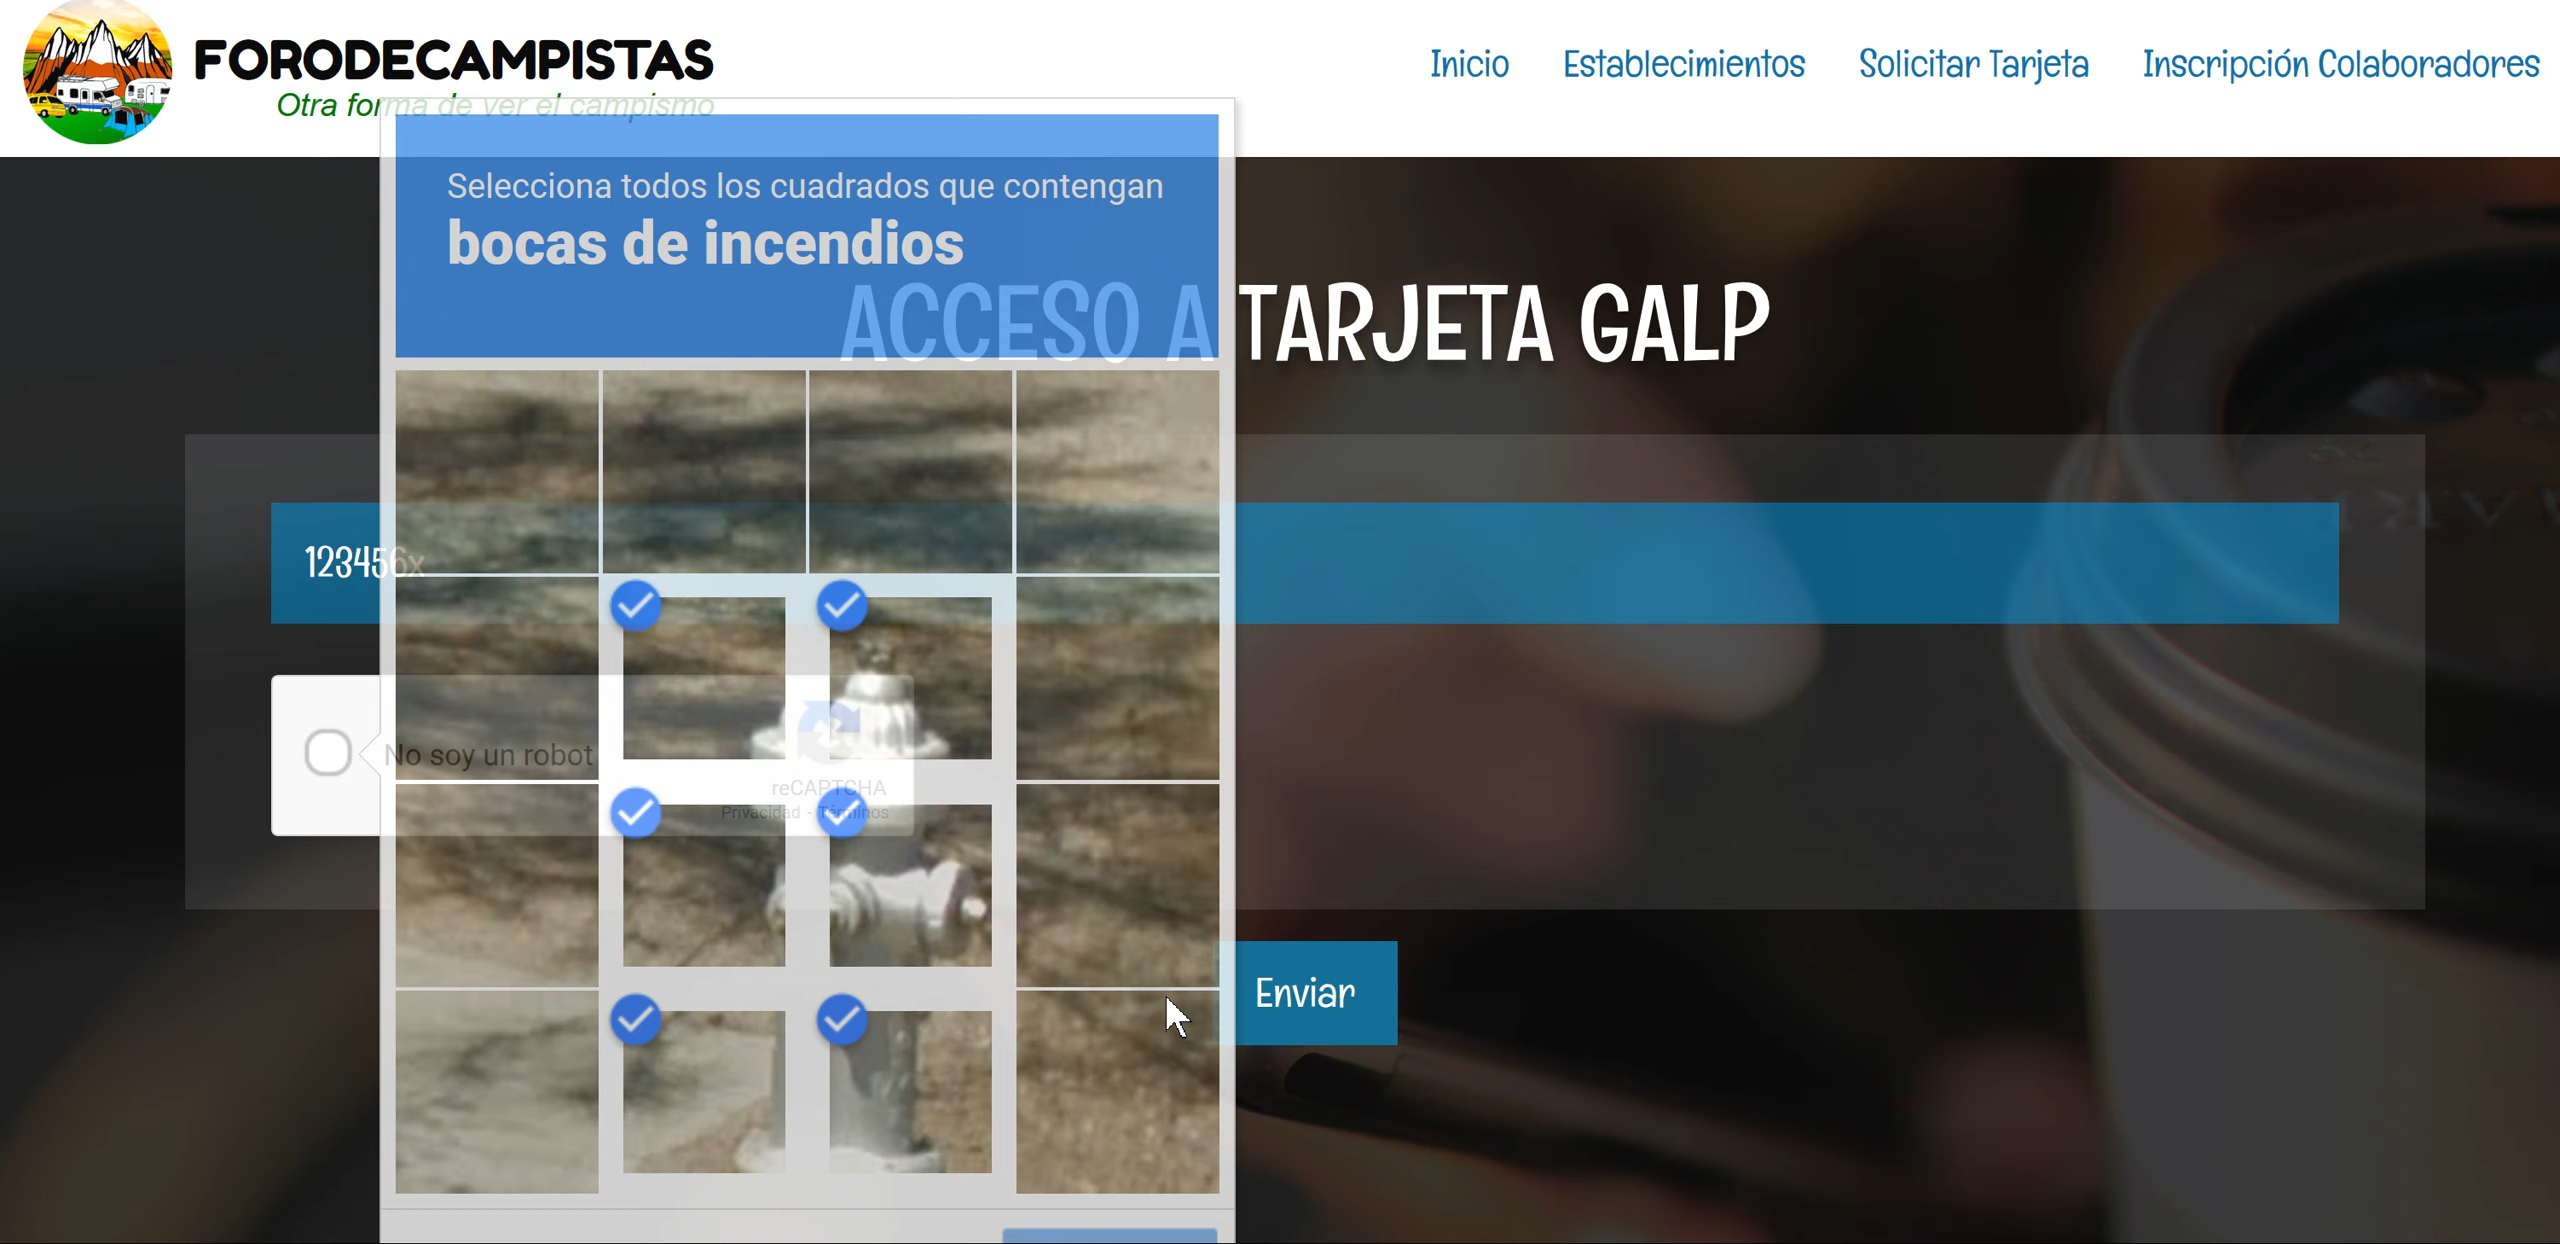 FORODECAMPISTAS
Otra forma de ver el campismo
Inicio
Establecimientos
Solicitar Tarjeta
Inscripción Colaboradores
Selecciona todos los cuadrados que contengan
bocas de incendios
ACCESO A TARJETA GALP
123456x
No soy un robot
reCAPTCHA
Privacidad - Términos
Enviar